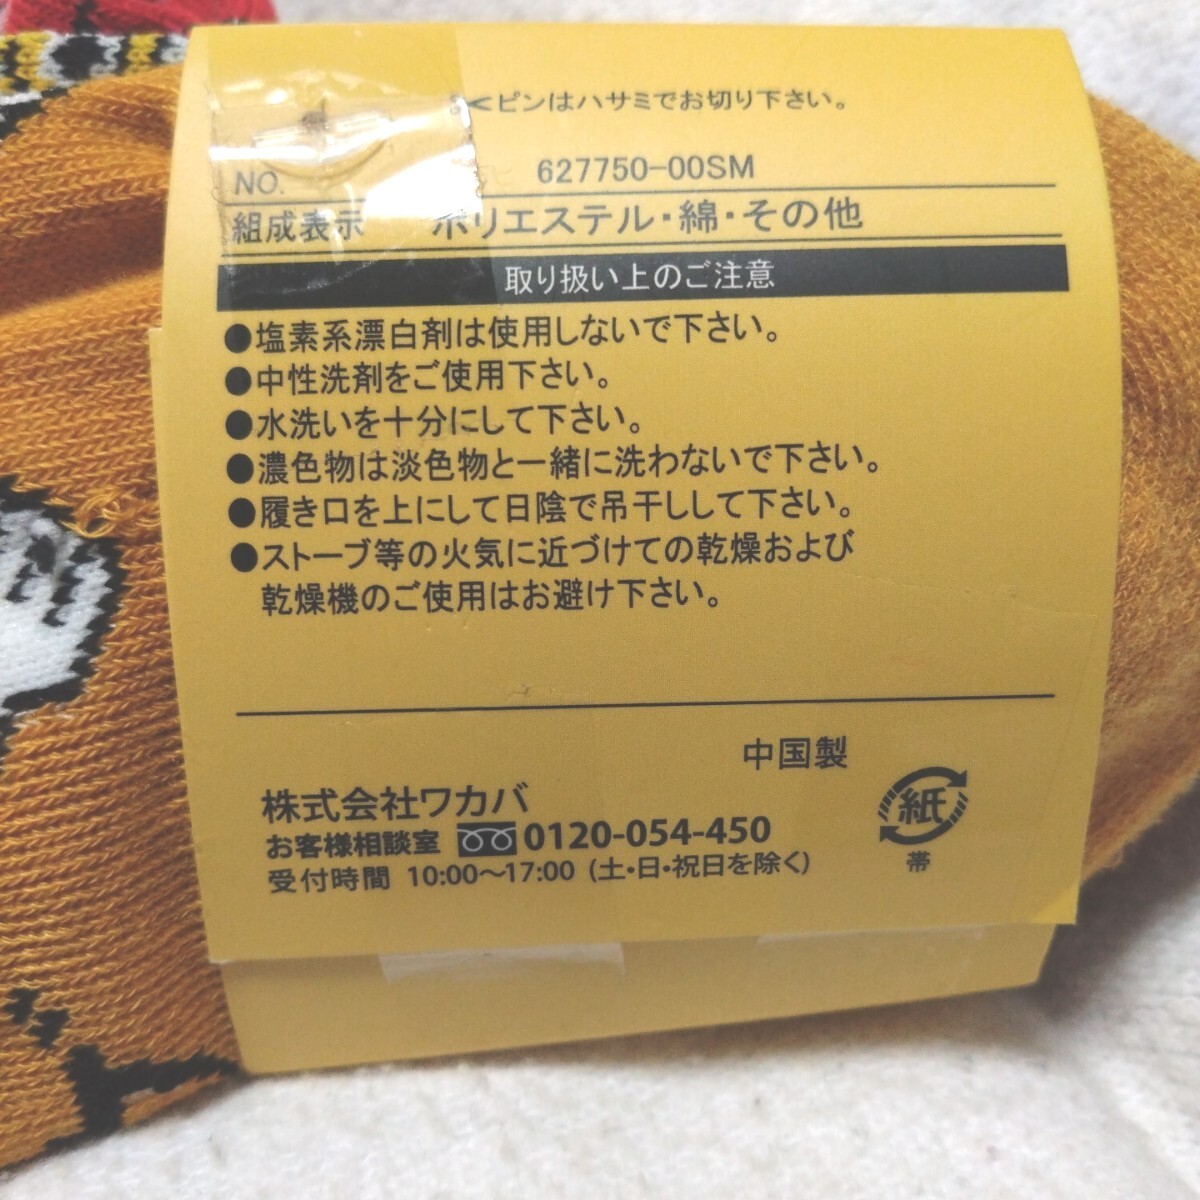 ✂ピンはハサミでお切り下さい。
NO. 627750-00SM
組成表示 ポリエステル・綿・その他
取り扱い上のご注意
●塩素系漂白剤は使用しないで下さい。
●中性洗剤をご使用下さい。
●水洗いを十分にして下さい。
●濃色物は淡色物と一緒に洗わないで下さい。
●履き口を上にして日陰で吊干しして下さい。
●ストーブ等の火気に近づけての乾燥および
乾燥機のご使用はお避け下さい。
中国製
株式会社ワカバ
お客様相談室 0120-054-450
受付時間 10:00〜17:00 (土・日・祝日を除く)
紙
帯